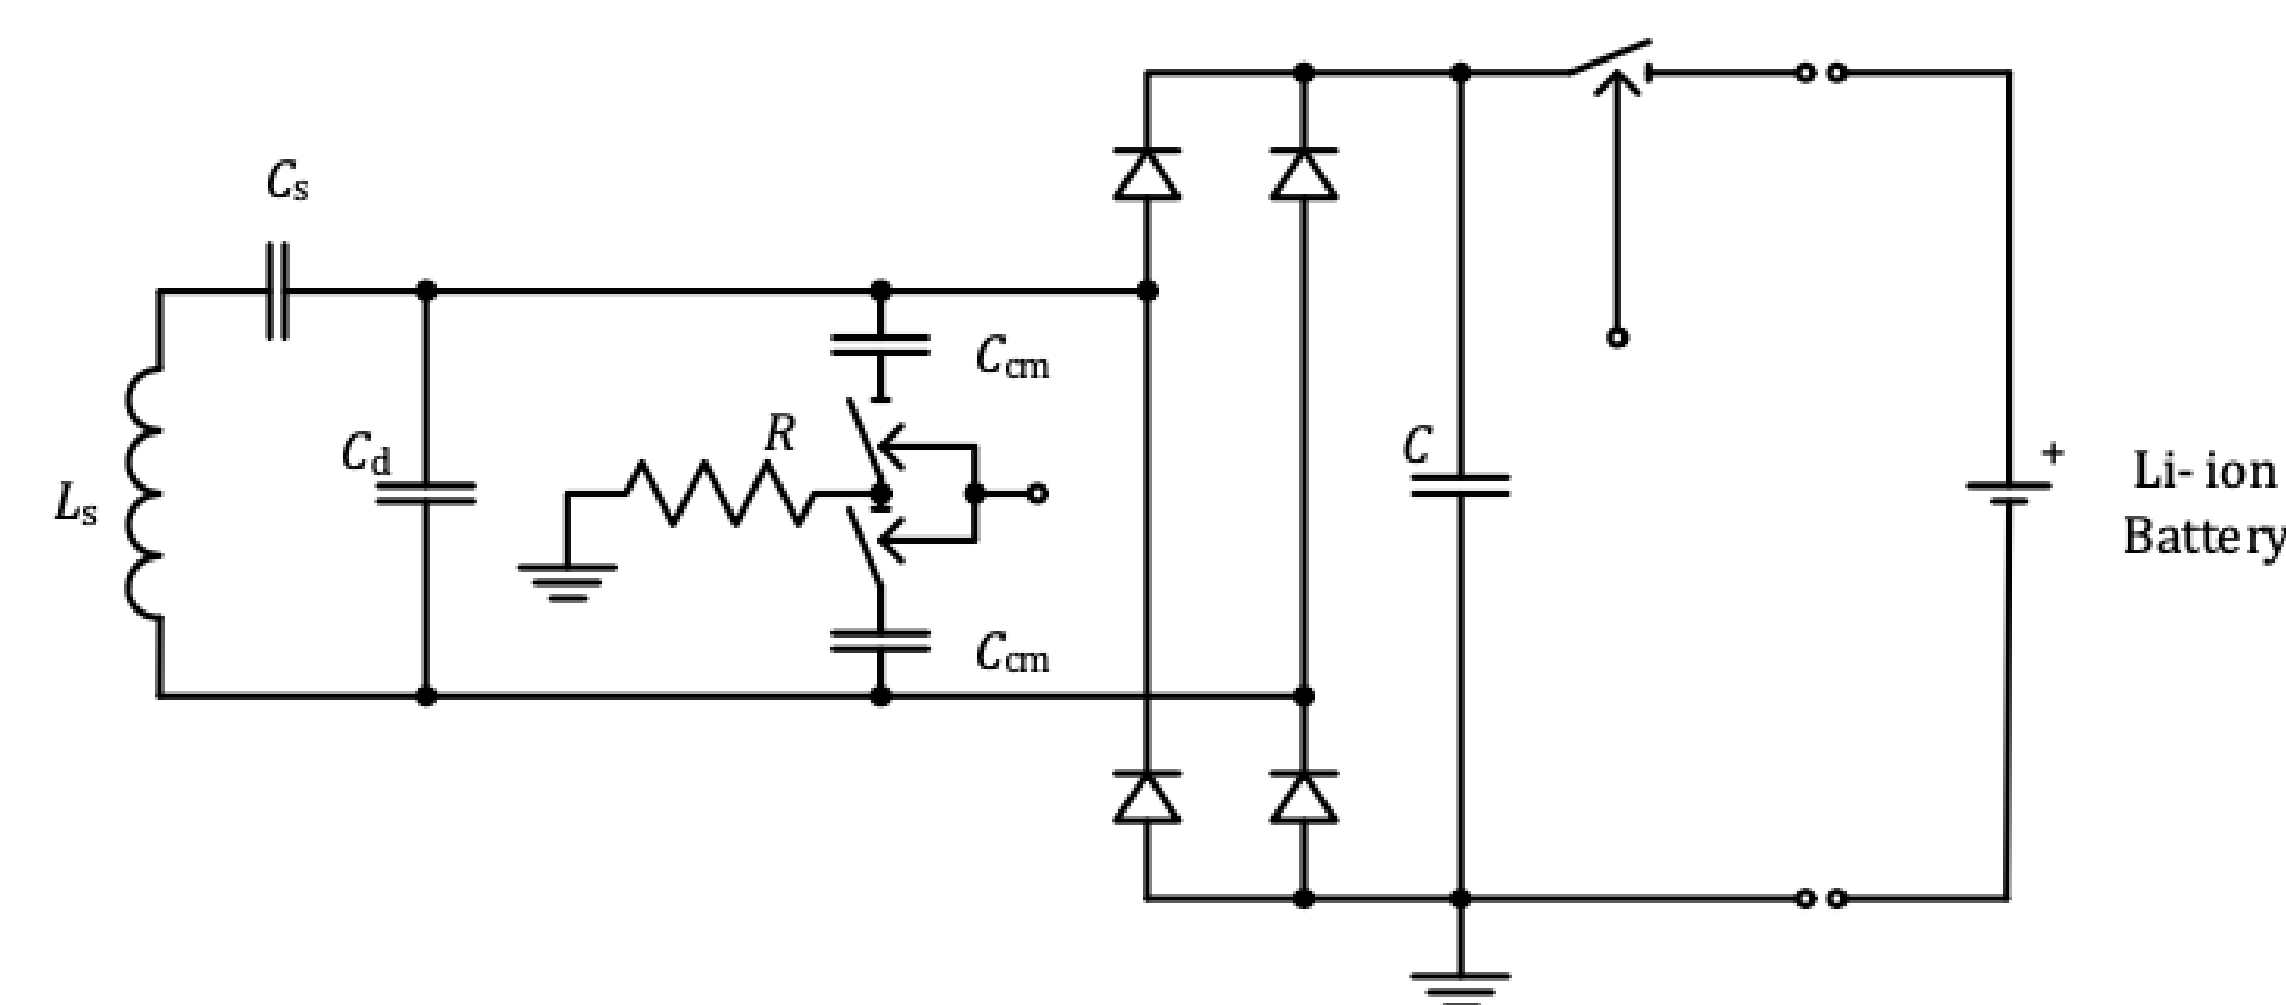 Cs
Ccm
R
Cd
C
+
Li- ion
Battery
Ls
Ccm